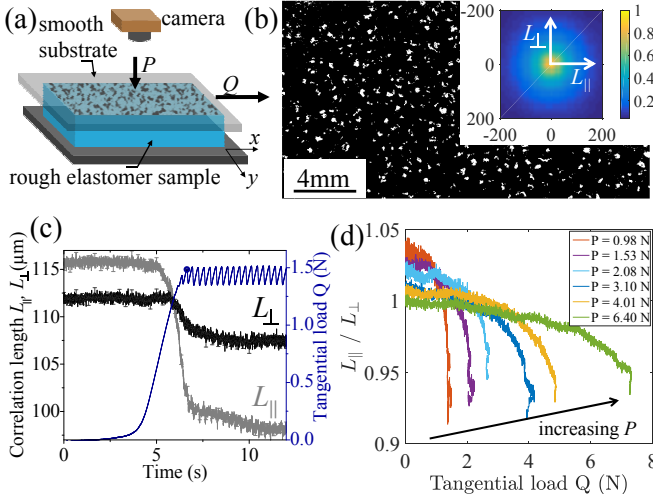 (a)
camera
smooth
substrate
P
Q
x
y
rough elastomer sample
(b)
4mm
-200
0
200
-200 0 200
L⊥
L∥
1
0.8
0.6
0.4
0.2
(c)
Correlation length L∥, L⊥ (μm)
115
110
105
100
0 5 10
Time (s)
L⊥
L∥
Tangential load Q (N)
1.5
1.0
0.5
0.0
(d)
L∥ / L⊥
1.05
1
0.95
0.9
0 2 4 6 8
Tangential load Q (N)
P = 0.98 N
P = 1.53 N
P = 2.08 N
P = 3.10 N
P = 4.01 N
P = 6.40 N
increasing P